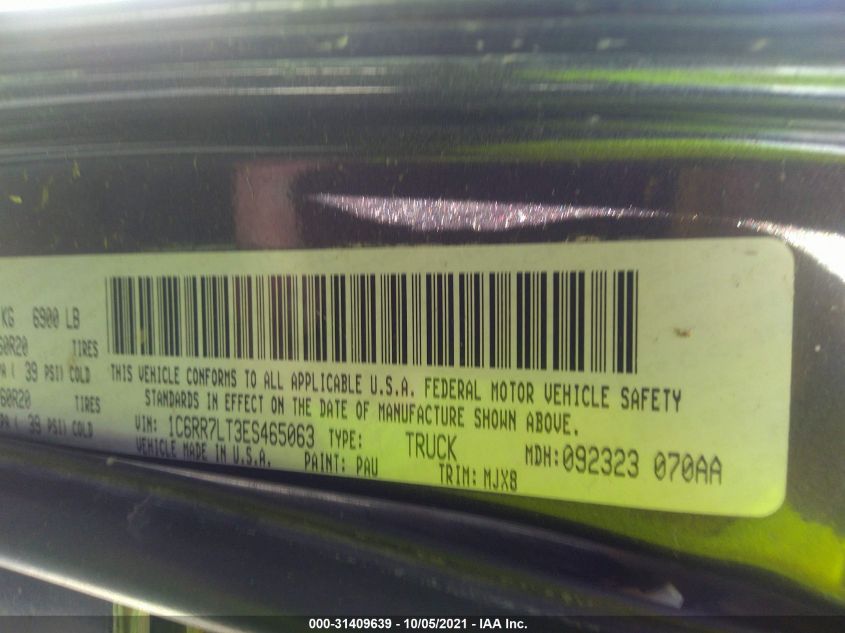 KG 6900 LB
60R20 TIRES
PA ( 39 PSI) COLD
60R20 TIRES
PA ( 39 PSI) COLD
THIS VEHICLE CONFORMS TO ALL APPLICABLE U.S.A. FEDERAL MOTOR VEHICLE SAFETY
STANDARDS IN EFFECT ON THE DATE OF MANUFACTURE SHOWN ABOVE.
VIN: 1C6RR7LT3ES465063 TYPE: TRUCK MDH:092323 070AA
VEHICLE MADE IN U.S.A. PAINT: PAU TRIM: MJX8
000-31409639 - 10/05/2021 - IAA Inc.